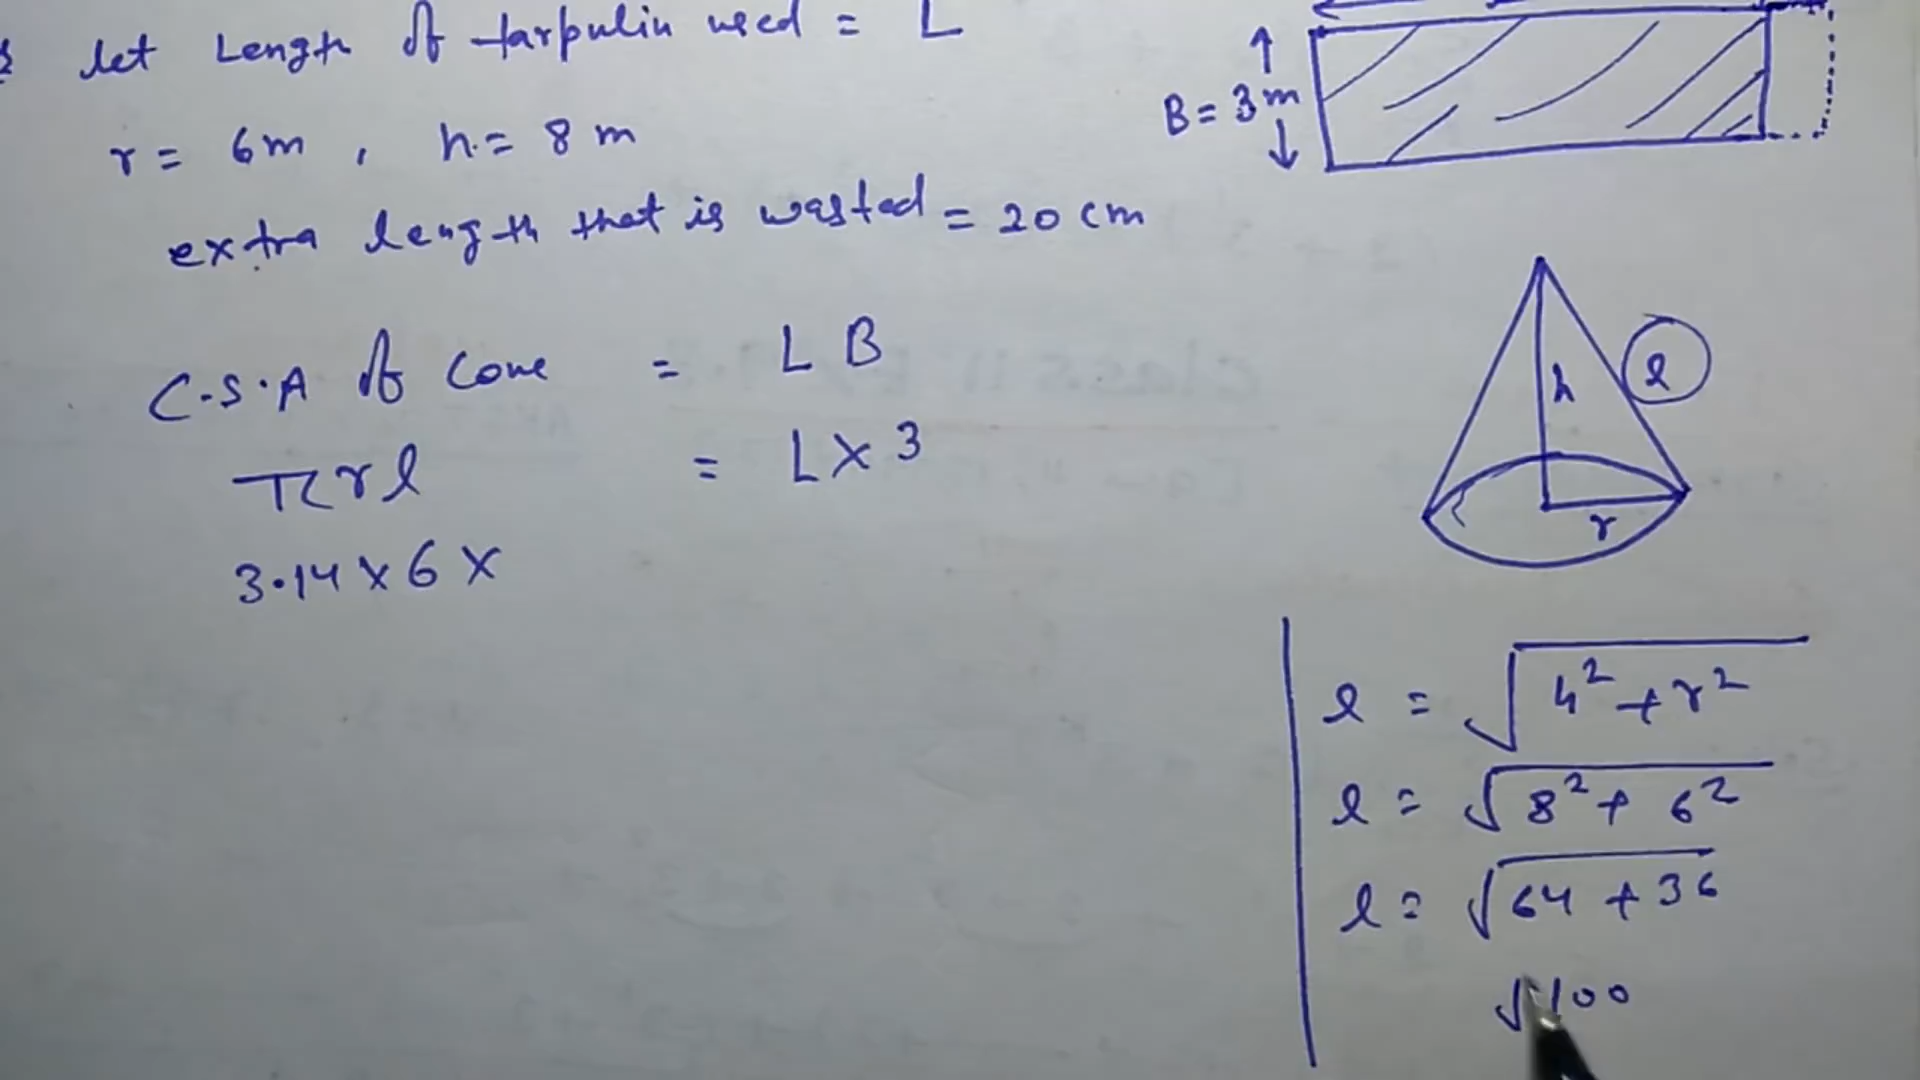 let Length of tarpulin used = L
r = 6m , h = 8 m
extra length that is wasted = 20 cm
C.S.A of Cone = L B
πrl = L × 3
3.14 × 6 ×
B = 3m
h
l
r
l = √h² + r²
l = √8² + 6²
l = √64 + 36
√100